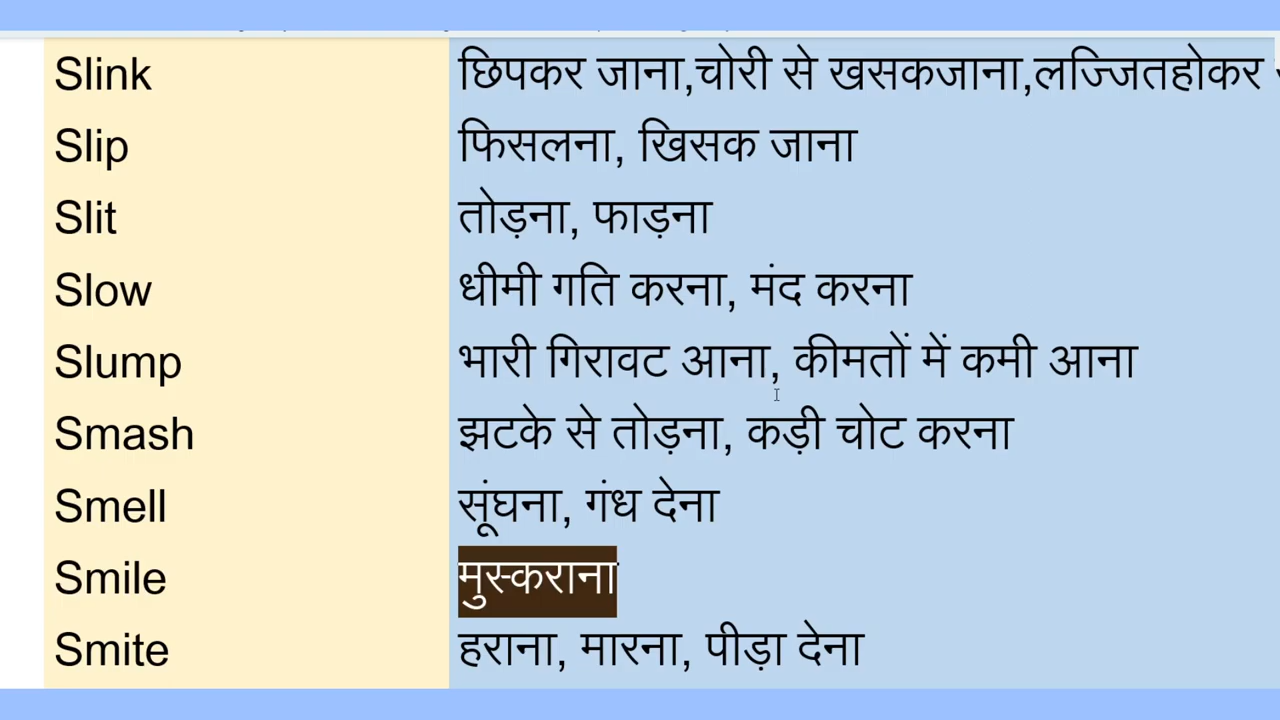 Slink छिपकर जाना,चोरी से खसकजाना,लज्जितहोकर
Slip फिसलना, खिसक जाना
Slit तोड़ना, फाड़ना
Slow धीमी गति करना, मंद करना
Slump भारी गिरावट आना, कीमतों में कमी आना
Smash झटके से तोड़ना, कड़ी चोट करना
Smell सूंघना, गंध देना
Smile मुस्कराना
Smite हराना, मारना, पीड़ा देना